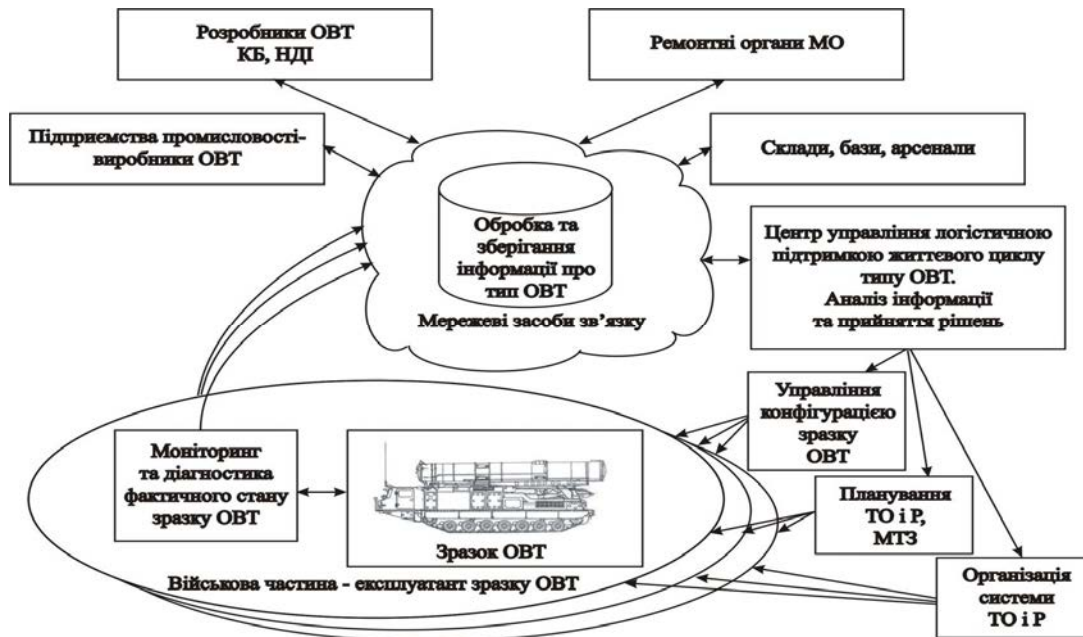 Розробники ОВТ
КБ, НДІ
Ремонтні органи МО
Підприємства промисловості-
виробники ОВТ
Склади, бази, арсенали
Обробка та
зберігання
інформації про
тип ОВТ
Мережеві засоби зв’язку
Центр управління логістичною
підтримкою життєвого циклу
типу ОВТ.
Аналіз інформації
та прийняття рішень
Управління
конфігурацією
зразку
ОВТ
Моніторинг
та діагностика
фактичного стану
зразку ОВТ
Зразок ОВТ
Військова частина - експлуатант зразку ОВТ
Планування
ТО і Р,
МТЗ
Організація
системи
ТО і Р